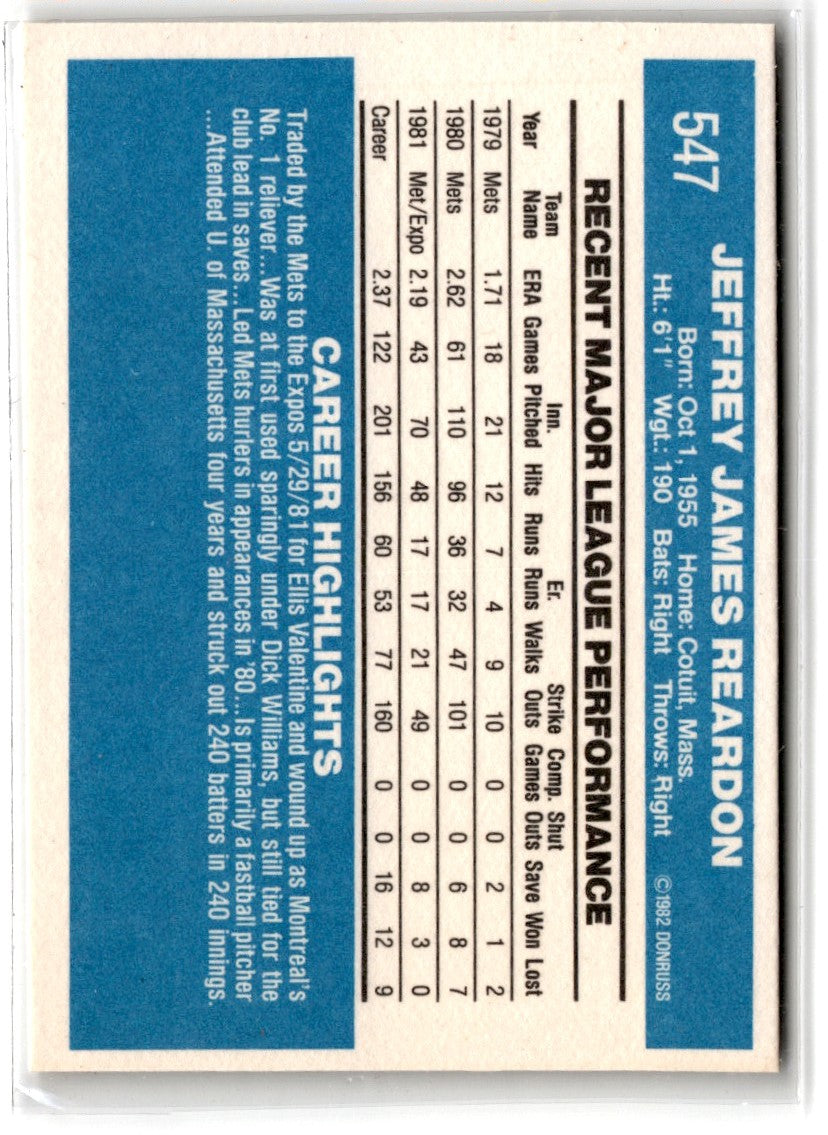 547 JEFFREY JAMES REARDON
Born: Oct 1, 1955 Home: Cotuit, Mass.
Ht.: 6'1" Wgt.: 190 Bats: Right Throws: Right ©1982 DONRUSS
RECENT MAJOR LEAGUE PERFORMANCE
Team Inn. Er. Strike Comp. Shut
Year Name ERA Games Pitched Hits Runs Runs Walks Outs Games Outs Save Won Lost
1979 Mets 1.71 18 21 12 7 4 9 10 0 0 2 1 2
1980 Mets 2.62 61 110 96 36 32 47 101 0 0 6 8 7
1981 Met/Expo 2.19 43 70 48 17 17 21 49 0 0 8 3 0
Career 2.37 122 201 156 60 53 77 160 0 0 16 12 9
CAREER HIGHLIGHTS
Traded by the Mets to the Expos 5/29/81 for Ellis Valentine and wound up as Montreal's
No. 1 reliever...Was at first used sparingly under Dick Williams, but still tied for the
club lead in saves...Led Mets hurlers in appearances in '80...Is primarily a fastball pitcher
...Attended U. of Massachusetts four years and struck out 240 batters in 240 innings.